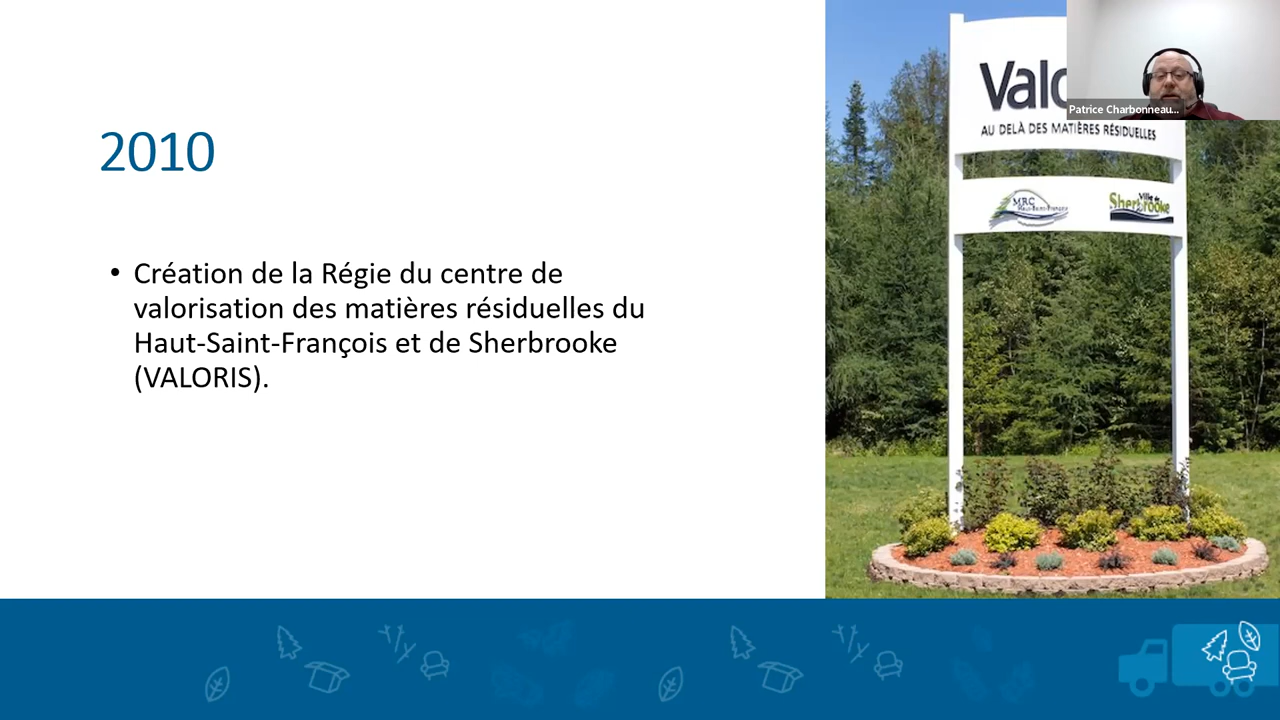 2010
• Création de la Régie du centre de
valorisation des matières résiduelles du
Haut-Saint-François et de Sherbrooke
(VALORIS).
Valo
AU DELÀ DES MATIÈRES RÉSIDUELLES
MRC
Ville de
Sherbrooke
Patrice Charbonneau...